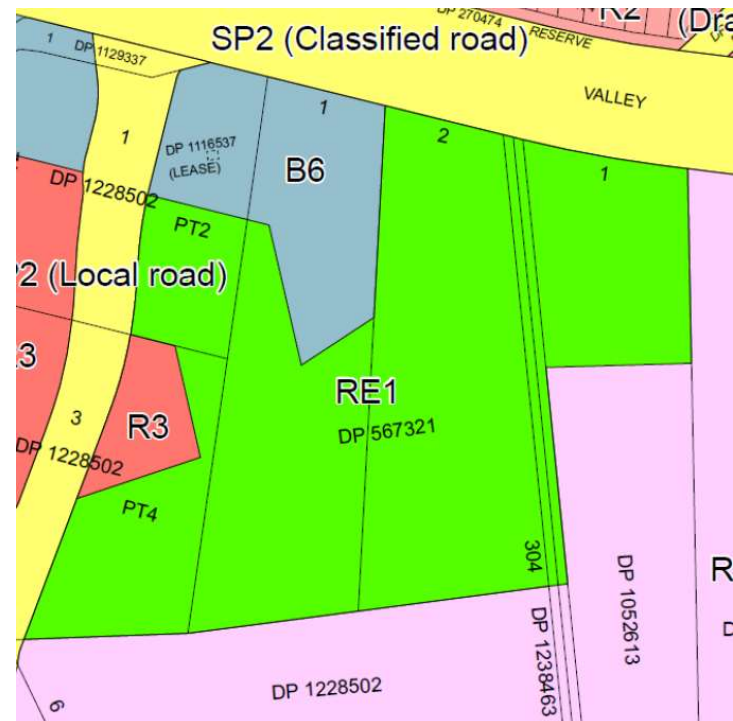 DP 270474
R2
(Dra
SP2 (Classified road)
RESERVE
1
DP 1129337
VALLEY
1
2
1
DP 1116537
(LEASE)
B6
1
DP 1228502
PT2
P2 (Local road)
RE1
DP 567321
R3
3
DP 1228502
PT4
304
DP 1052613
DP 1238463
DP 1228502
6